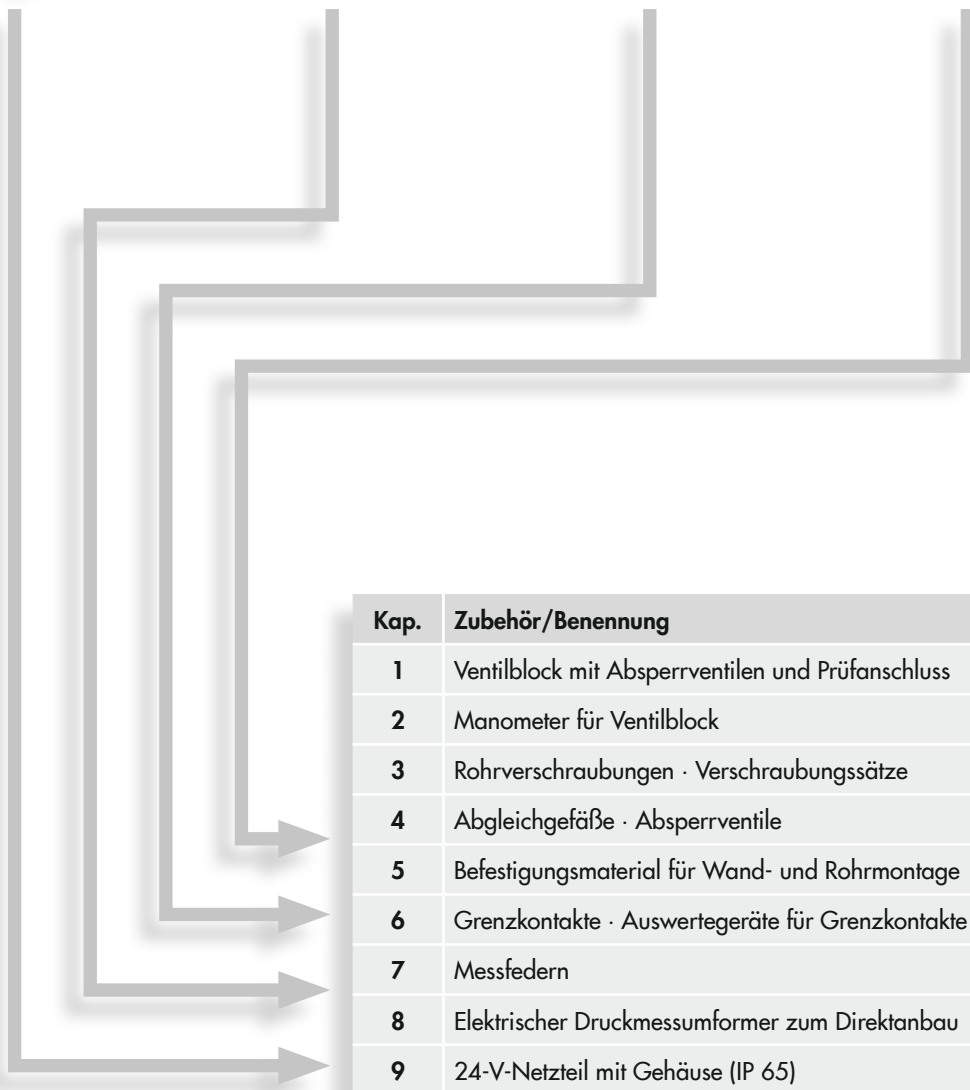 Kap. Zubehör/Benennung
1 Ventilblock mit Absperrventilen und Prüfanschluss
2 Manometer für Ventilblock
3 Rohrverschraubungen · Verschraubungssätze
4 Abgleichgefäße · Absperrventile
5 Befestigungsmaterial für Wand- und Rohrmontage
6 Grenzkontakte · Auswertegeräte für Grenzkontakte
7 Messfedern
8 Elektrischer Druckmessumformer zum Direktanbau
9 24-V-Netzteil mit Gehäuse (IP 65)